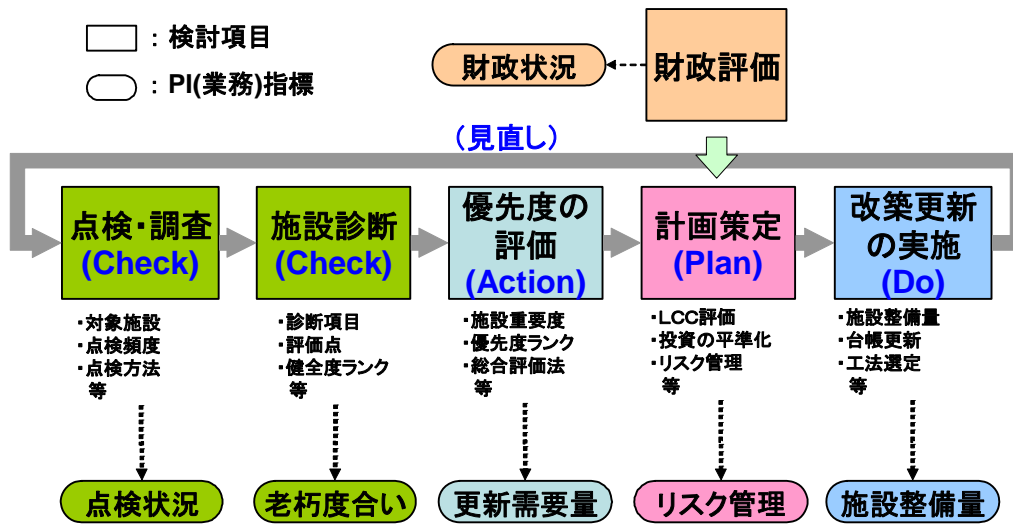 ：検討項目
：PI(業務)指標
財政状況
財政評価
（見直し）
点検・調査
(Check)
施設診断
(Check)
優先度の
評価
(Action)
計画策定
(Plan)
改築更新
の実施
(Do)
・対象施設
・点検頻度
・点検方法
等
・診断項目
・評価点
・健全度ランク
等
・施設重要度
・優先度ランク
・総合評価法
等
・ＬＣＣ評価
・投資の平準化
・リスク管理
等
・施設整備量
・台帳更新
・工法選定
等
点検状況
老朽度合い
更新需要量
リスク管理
施設整備量